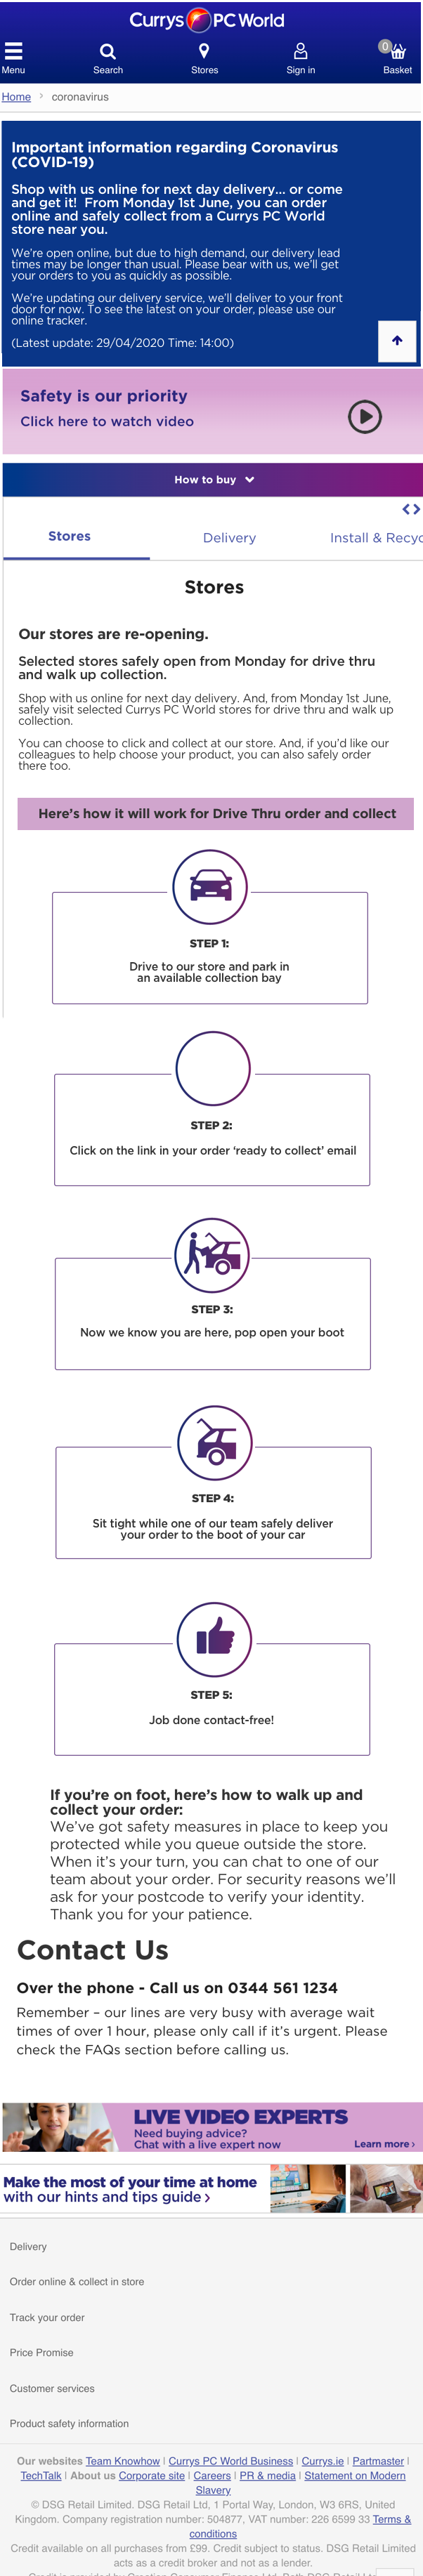 Currys PC World
0
Menu Search Stores Sign in Basket
Home > coronavirus
Important information regarding Coronavirus
(COVID-19)
Shop with us online for next day delivery... or come
and get it! From Monday 1st June, you can order
online and safely collect from a Currys PC World
store near you.
We're open online, but due to high demand, our delivery lead
times may be longer than usual. Please bear with us, we'll get
your orders to you as quickly as possible.
We're updating our delivery service, we'll deliver to your front
door for now. To see the latest on your order, please use our
online tracker.
(Latest update: 29/04/2020 Time: 14:00)
Safety is our priority
Click here to watch video
How to buy
Stores Delivery Install & Recyc
Stores
Our stores are re-opening.
Selected stores safely open from Monday for drive thru
and walk up collection.
Shop with us online for next day delivery. And, from Monday 1st June,
safely visit selected Currys PC World stores for drive thru and walk up
collection.
You can choose to click and collect at our store. And, if you'd like our
colleagues to help choose your product, you can also safely order
there too.
Here's how it will work for Drive Thru order and collect
STEP 1:
Drive to our store and park in
an available collection bay
STEP 2:
Click on the link in your order ‘ready to collect’ email
STEP 3:
Now we know you are here, pop open your boot
STEP 4:
Sit tight while one of our team safely deliver
your order to the boot of your car
STEP 5:
Job done contact-free!
If you're on foot, here's how to walk up and
collect your order:
We've got safety measures in place to keep you
protected while you queue outside the store.
When it's your turn, you can chat to one of our
team about your order. For security reasons we'll
ask for your postcode to verify your identity.
Thank you for your patience.
Contact Us
Over the phone - Call us on 0344 561 1234
Remember – our lines are very busy with average wait
times of over 1 hour, please only call if it's urgent. Please
check the FAQs section before calling us.
LIVE VIDEO EXPERTS
Need buying advice?
Chat with a live expert now Learn more ›
Make the most of your time at home
with our hints and tips guide ›
Delivery
Order online & collect in store
Track your order
Price Promise
Customer services
Product safety information
Our websites Team Knowhow | Currys PC World Business | Currys.ie | Partmaster |
TechTalk | About us Corporate site | Careers | PR & media | Statement on Modern
Slavery
© DSG Retail Limited. DSG Retail Ltd, 1 Portal Way, London, W3 6RS, United
Kingdom. Company registration number: 504877, VAT number: 226 6599 33 Terms &
conditions
Credit available on all purchases from £99. Credit subject to status. DSG Retail Limited
acts as a credit broker and not as a lender.